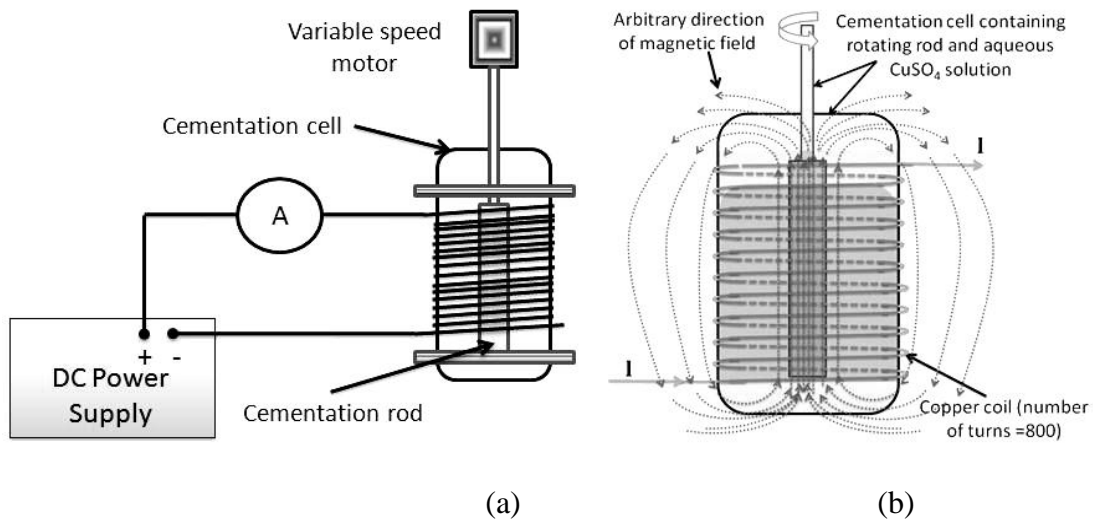 Variable speed
motor
Cementation cell
A
+ -
DC Power
Supply
Cementation rod
(a)
Arbitrary direction
of magnetic field
Cementation cell containing
rotating rod and aqueous
CuSO₄ solution
I
I
Copper coil (number
of turns =800)
(b)